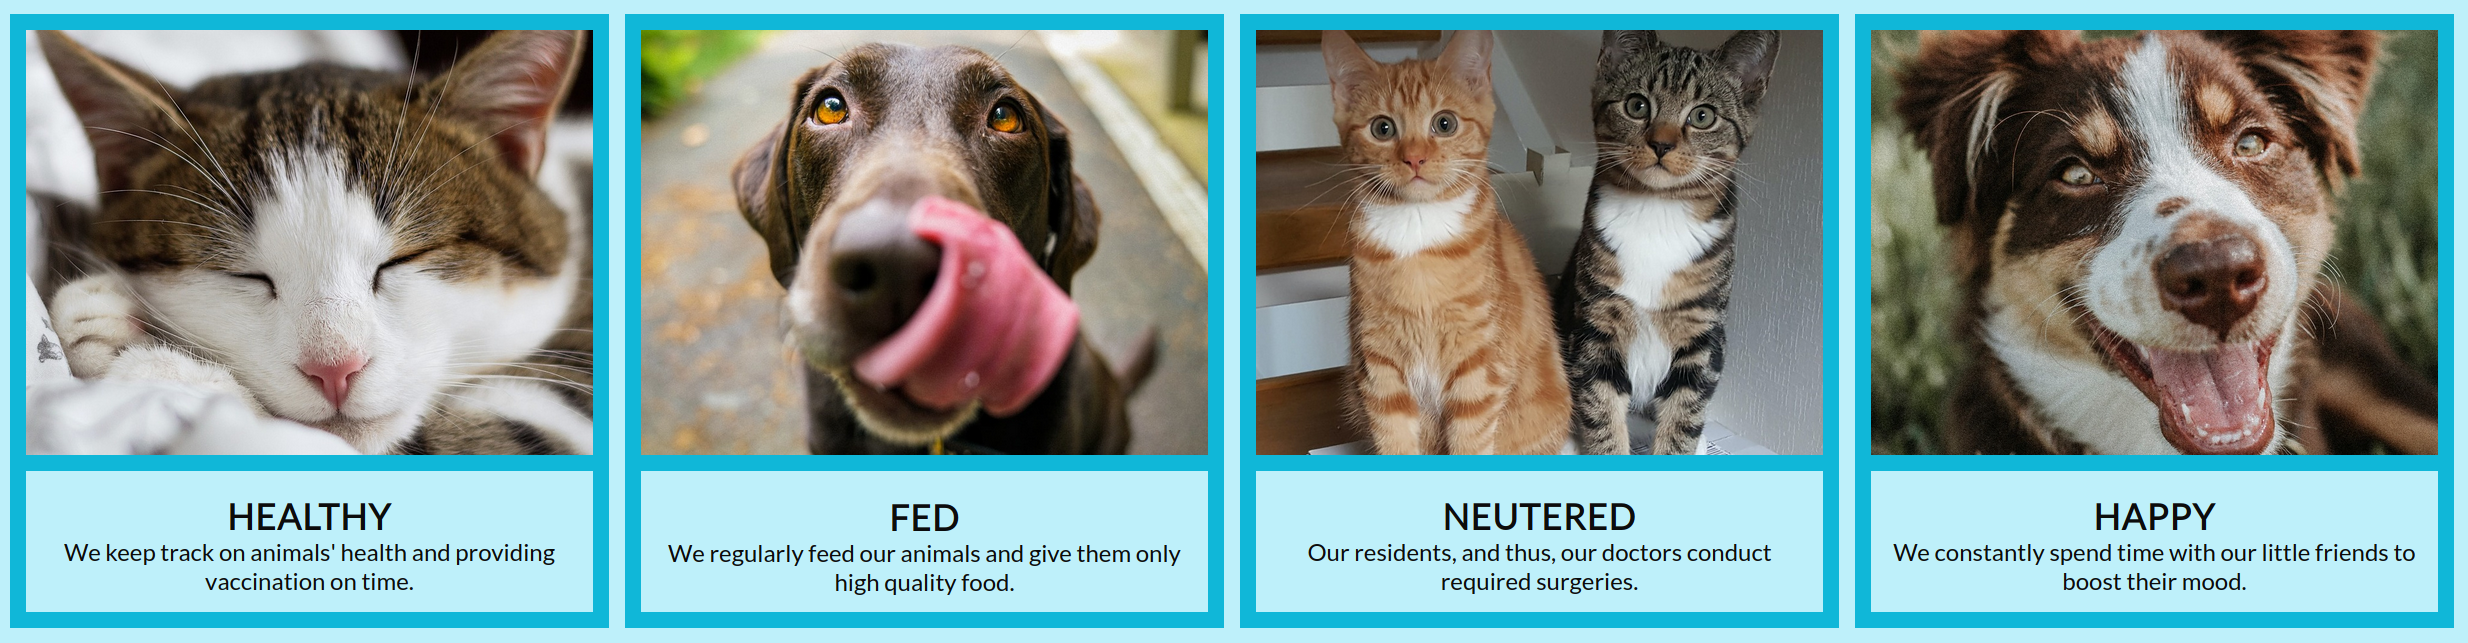 HEALTHY
We keep track on animals' health and providing
vaccination on time.
FED
We regularly feed our animals and give them only
high quality food.
NEUTERED
Our residents, and thus, our doctors conduct
required surgeries.
HAPPY
We constantly spend time with our little friends to
boost their mood.